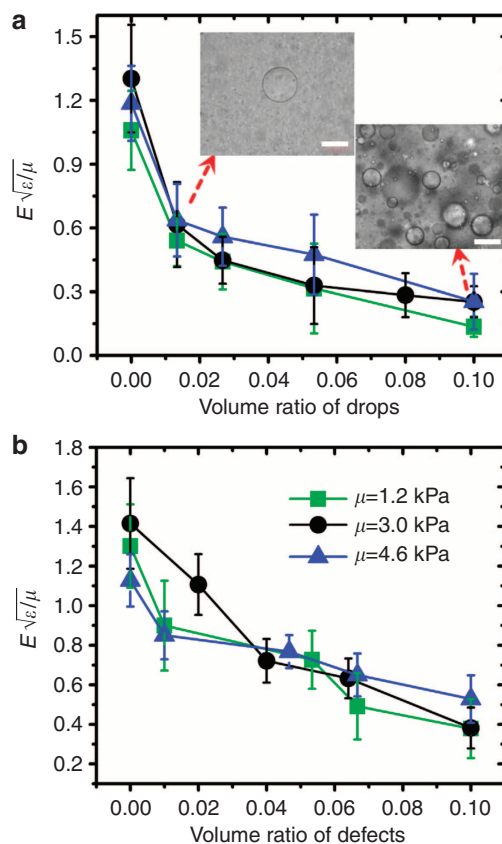 a
1.5
1.2
0.9
0.6
0.3
0.0
E √ε/μ
0.00 0.02 0.04 0.06 0.08 0.10
Volume ratio of drops
b
1.8
1.6
1.4
1.2
1.0
0.8
0.6
0.4
0.2
E √ε/μ
μ=1.2 kPa
μ=3.0 kPa
μ=4.6 kPa
0.00 0.02 0.04 0.06 0.08 0.10
Volume ratio of defects